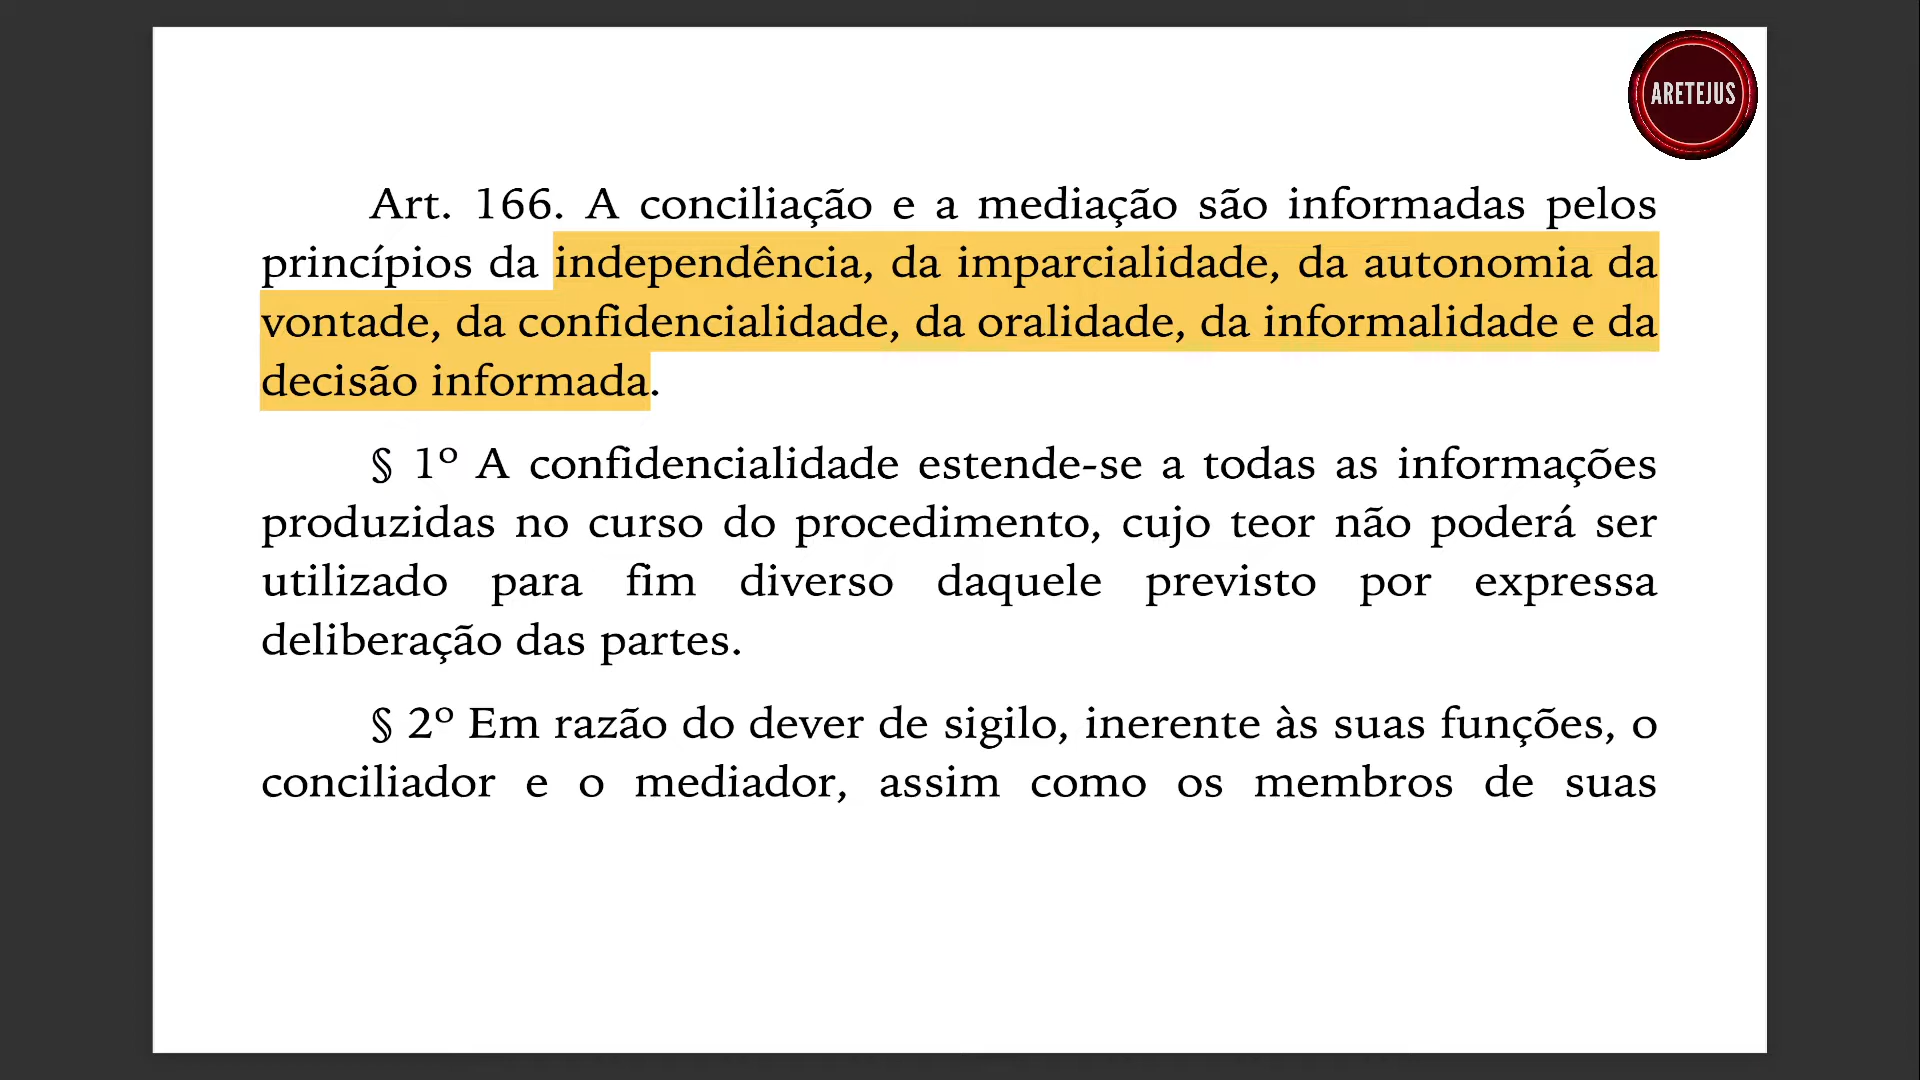 ARETEJUS
Art. 166. A conciliação e a mediação são informadas pelos
princípios da independência, da imparcialidade, da autonomia da
vontade, da confidencialidade, da oralidade, da informalidade e da
decisão informada.
§ 1º A confidencialidade estende-se a todas as informações
produzidas no curso do procedimento, cujo teor não poderá ser
utilizado para fim diverso daquele previsto por expressa
deliberação das partes.
§ 2º Em razão do dever de sigilo, inerente às suas funções, o
conciliador e o mediador, assim como os membros de suas